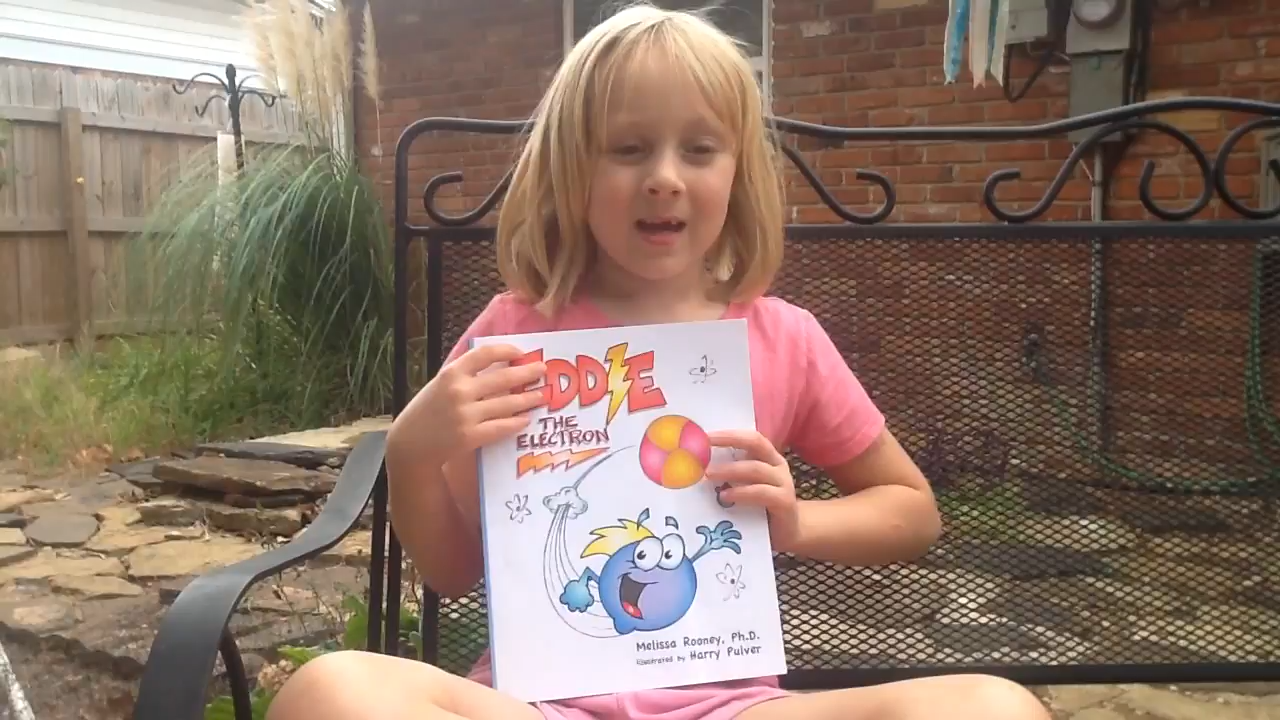 EDDIE
THE
ELECTRON
Melissa Rooney, Ph.D.
illustrated by Harry Pulver